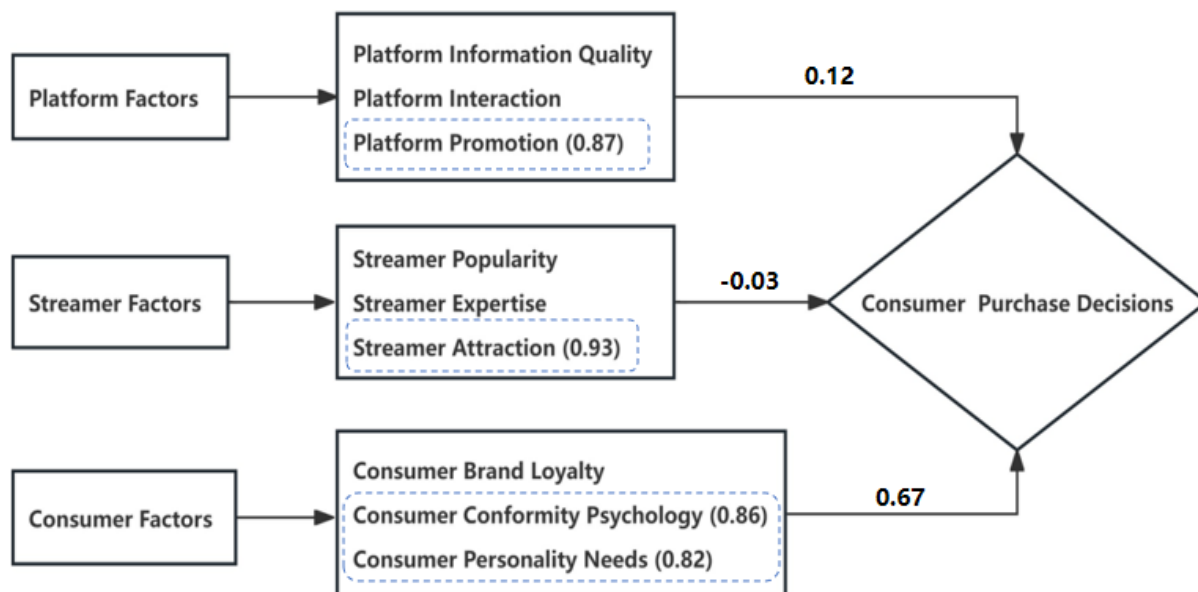 Platform Factors
Platform Information Quality
Platform Interaction
Platform Promotion (0.87)
0.12
Streamer Factors
Streamer Popularity
Streamer Expertise
Streamer Attraction (0.93)
-0.03
Consumer Purchase Decisions
Consumer Factors
Consumer Brand Loyalty
Consumer Conformity Psychology (0.86)
Consumer Personality Needs (0.82)
0.67